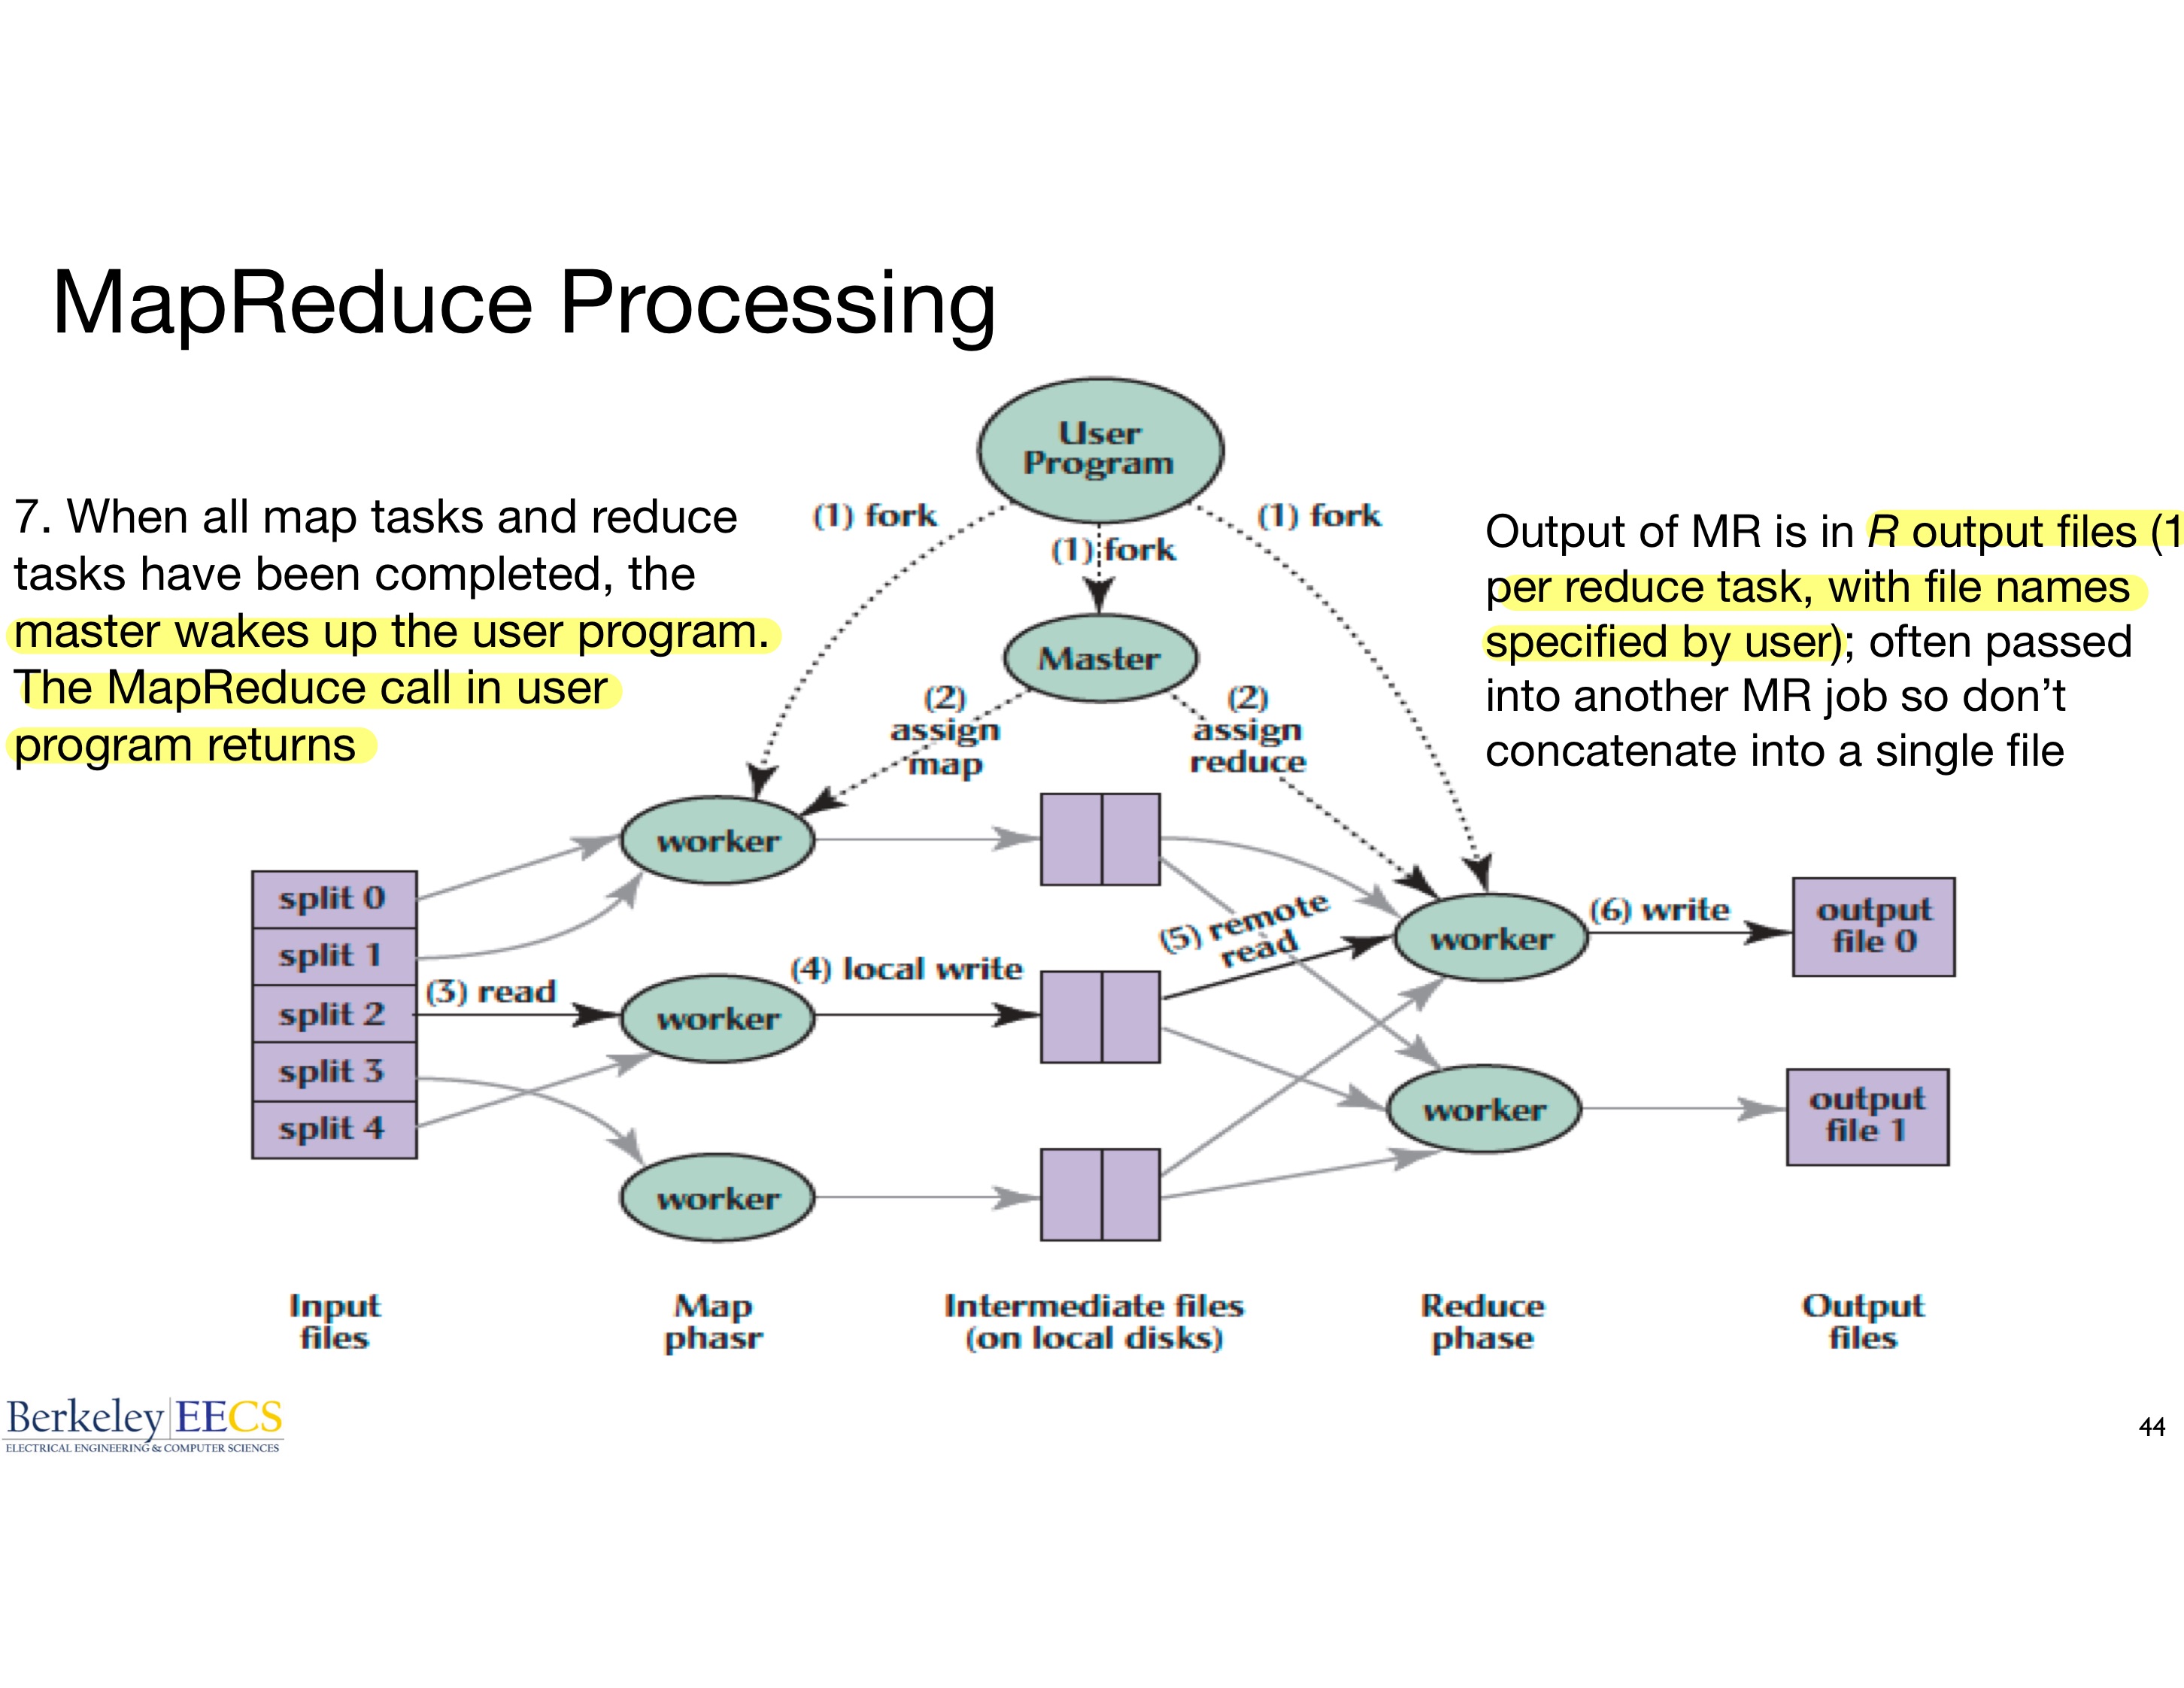 MapReduce Processing
7. When all map tasks and reduce
tasks have been completed, the
master wakes up the user program.
The MapReduce call in user
program returns
Output of MR is in R output files (1
per reduce task, with file names
specified by user); often passed
into another MR job so don't
concatenate into a single file
User
Program
(1) fork
(1) fork
(1) fork
Master
(2)
assign
map
(2)
assign
reduce
worker
worker
worker
split 0
split 1
split 2
split 3
split 4
(3) read
(4) local write
(5) remote
read
worker
worker
(6) write
output
file 0
output
file 1
Input
files
Map
phasr
Intermediate files
(on local disks)
Reduce
phase
Output
files
Berkeley EECS
ELECTRICAL ENGINEERING & COMPUTER SCIENCES
44